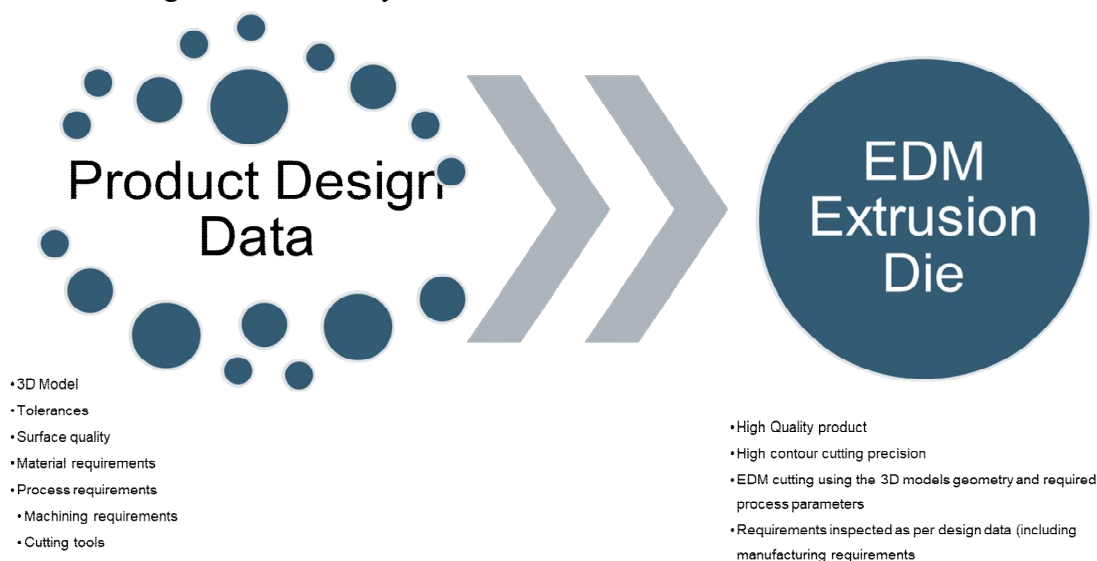 Product Design
Data
EDM
Extrusion
Die
•3D Model
•Tolerances
•Surface quality
•Material requirements
•Process requirements
•Machining requirements
•Cutting tools
•High Quality product
•High contour cutting precision
•EDM cutting using the 3D models geometry and required
process parameters
•Requirements inspected as per design data (including
manufacturing requirements